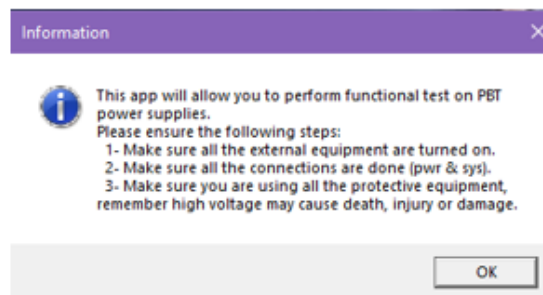 Information
This app will allow you to perform functional test on PBT
power supplies.
Please ensure the following steps:
1- Make sure all the external equipment are turned on.
2- Make sure all the connections are done (pwr & sys).
3- Make sure you are using all the protective equipment,
remember high voltage may cause death, injury or damage.
OK